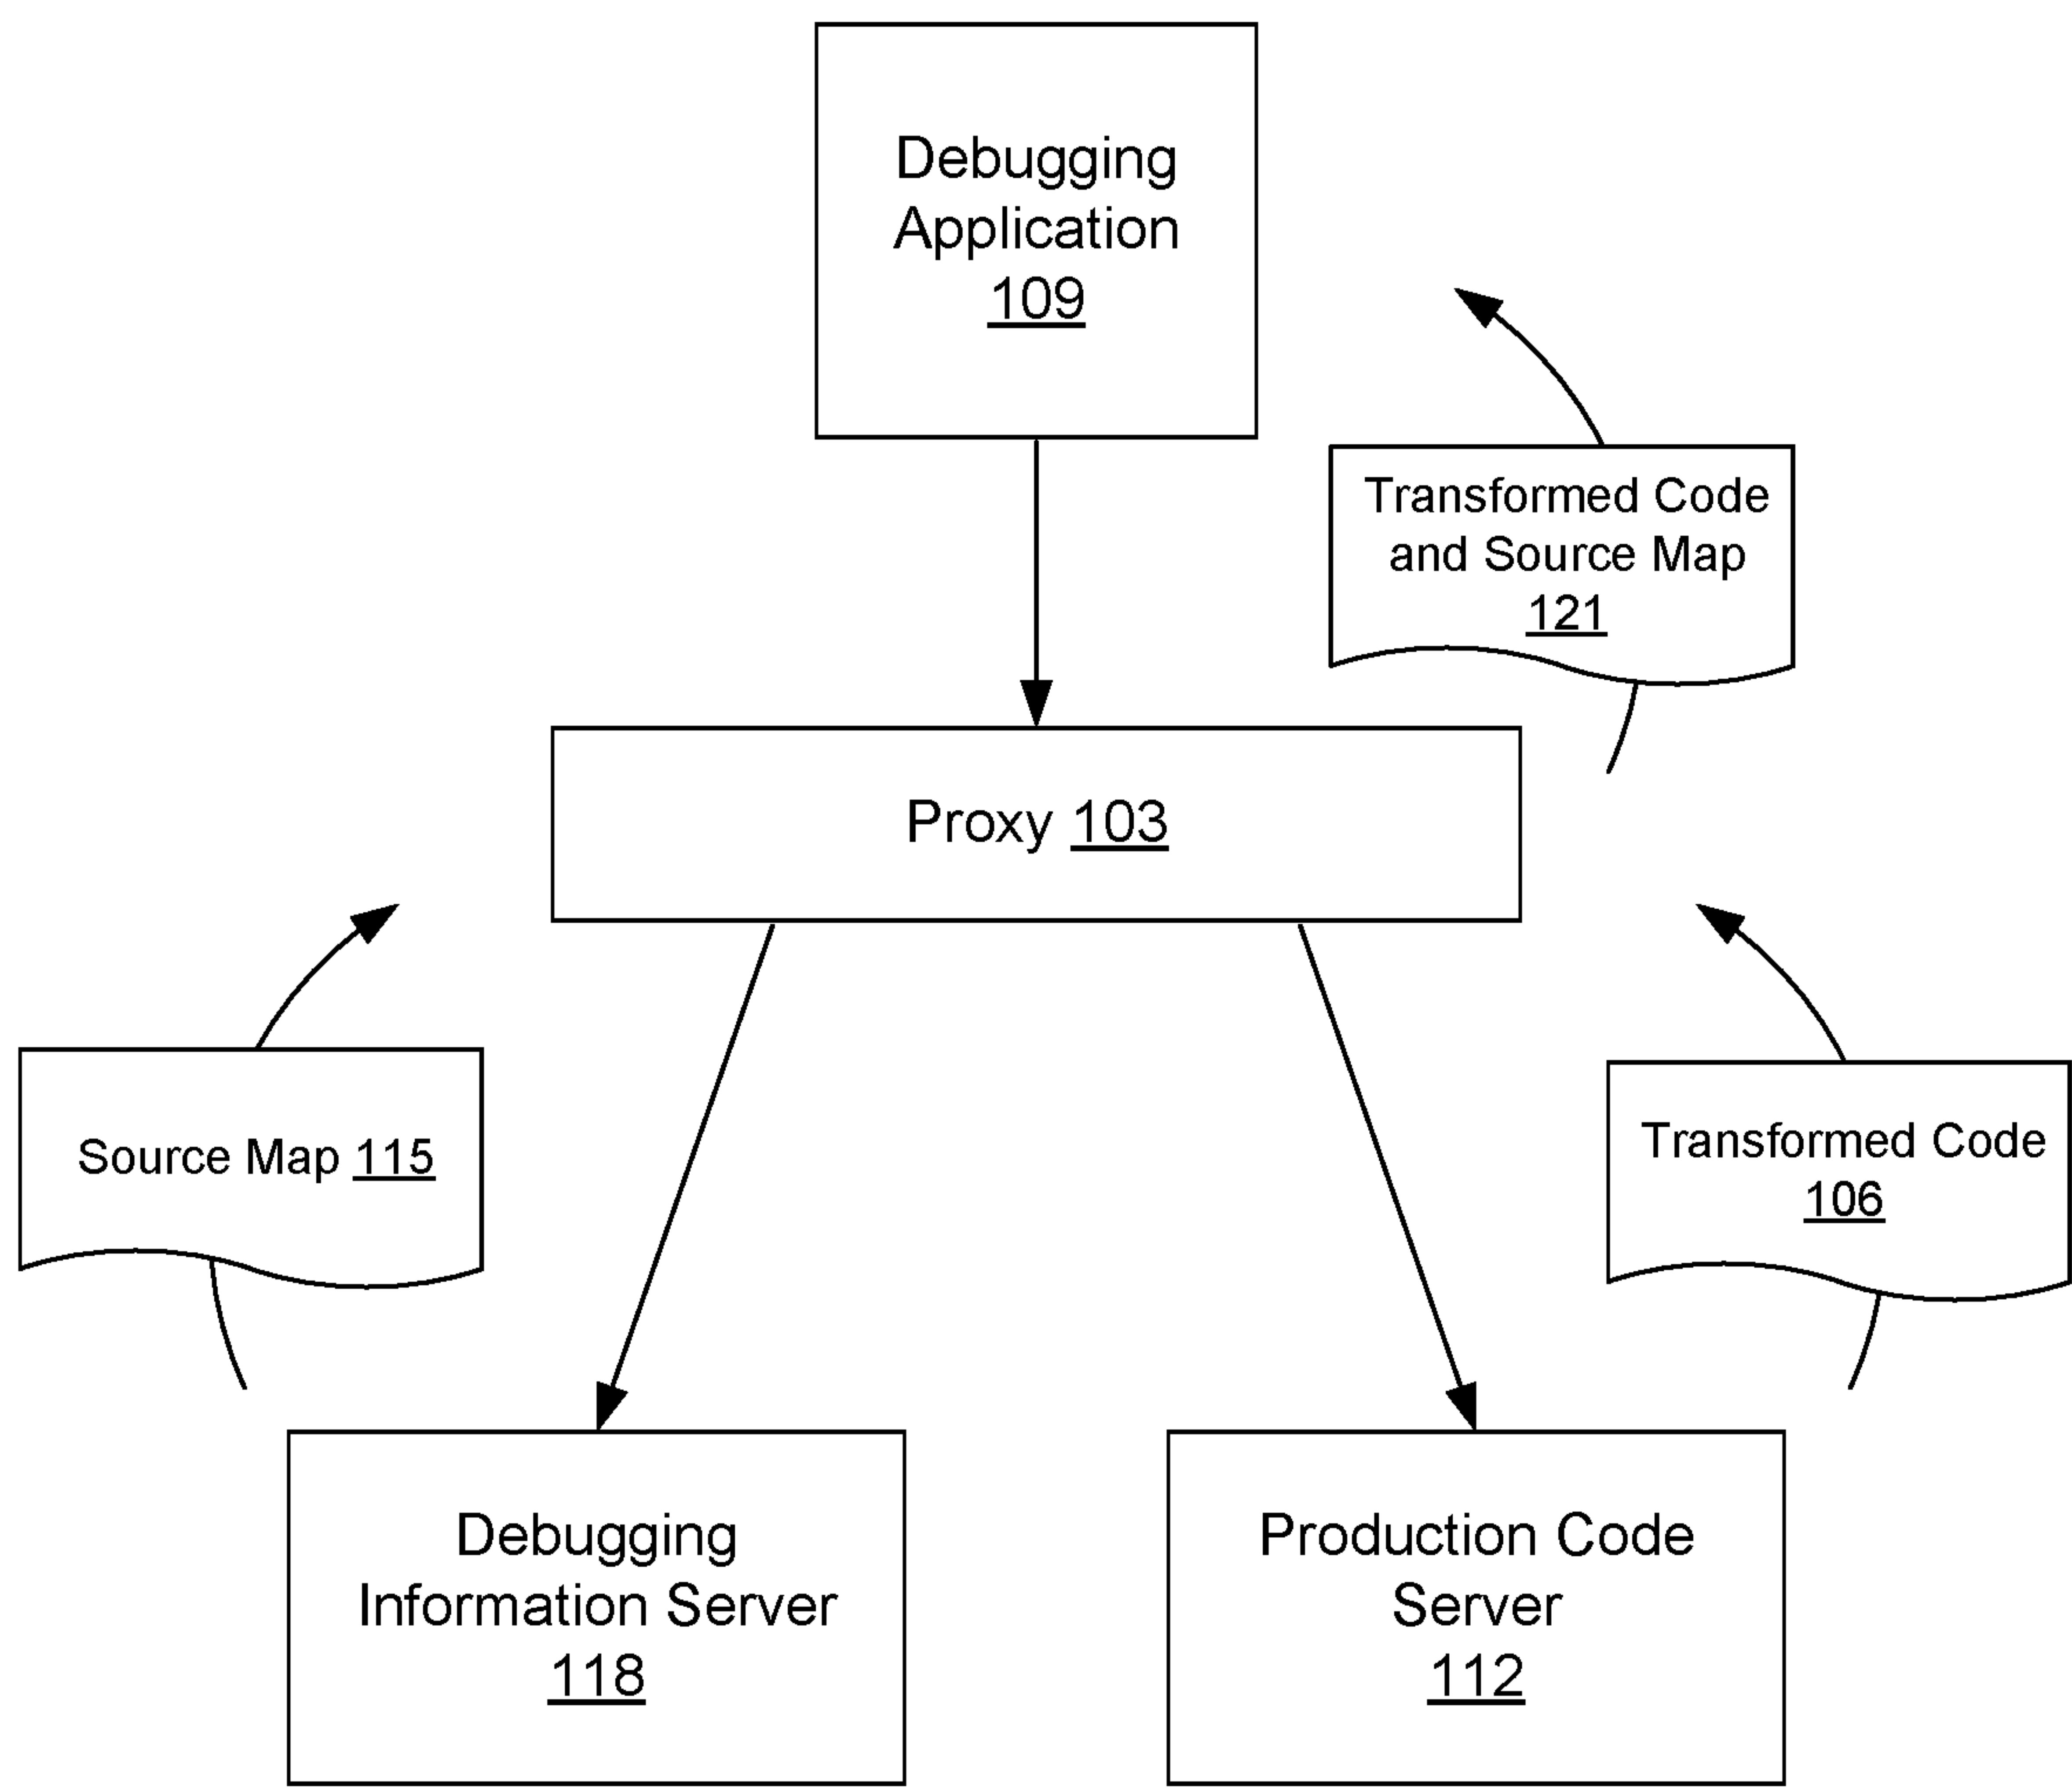 Debugging
Application
109
Transformed Code
and Source Map
121
Proxy 103
Source Map 115
Transformed Code
106
Debugging
Information Server
118
Production Code
Server
112